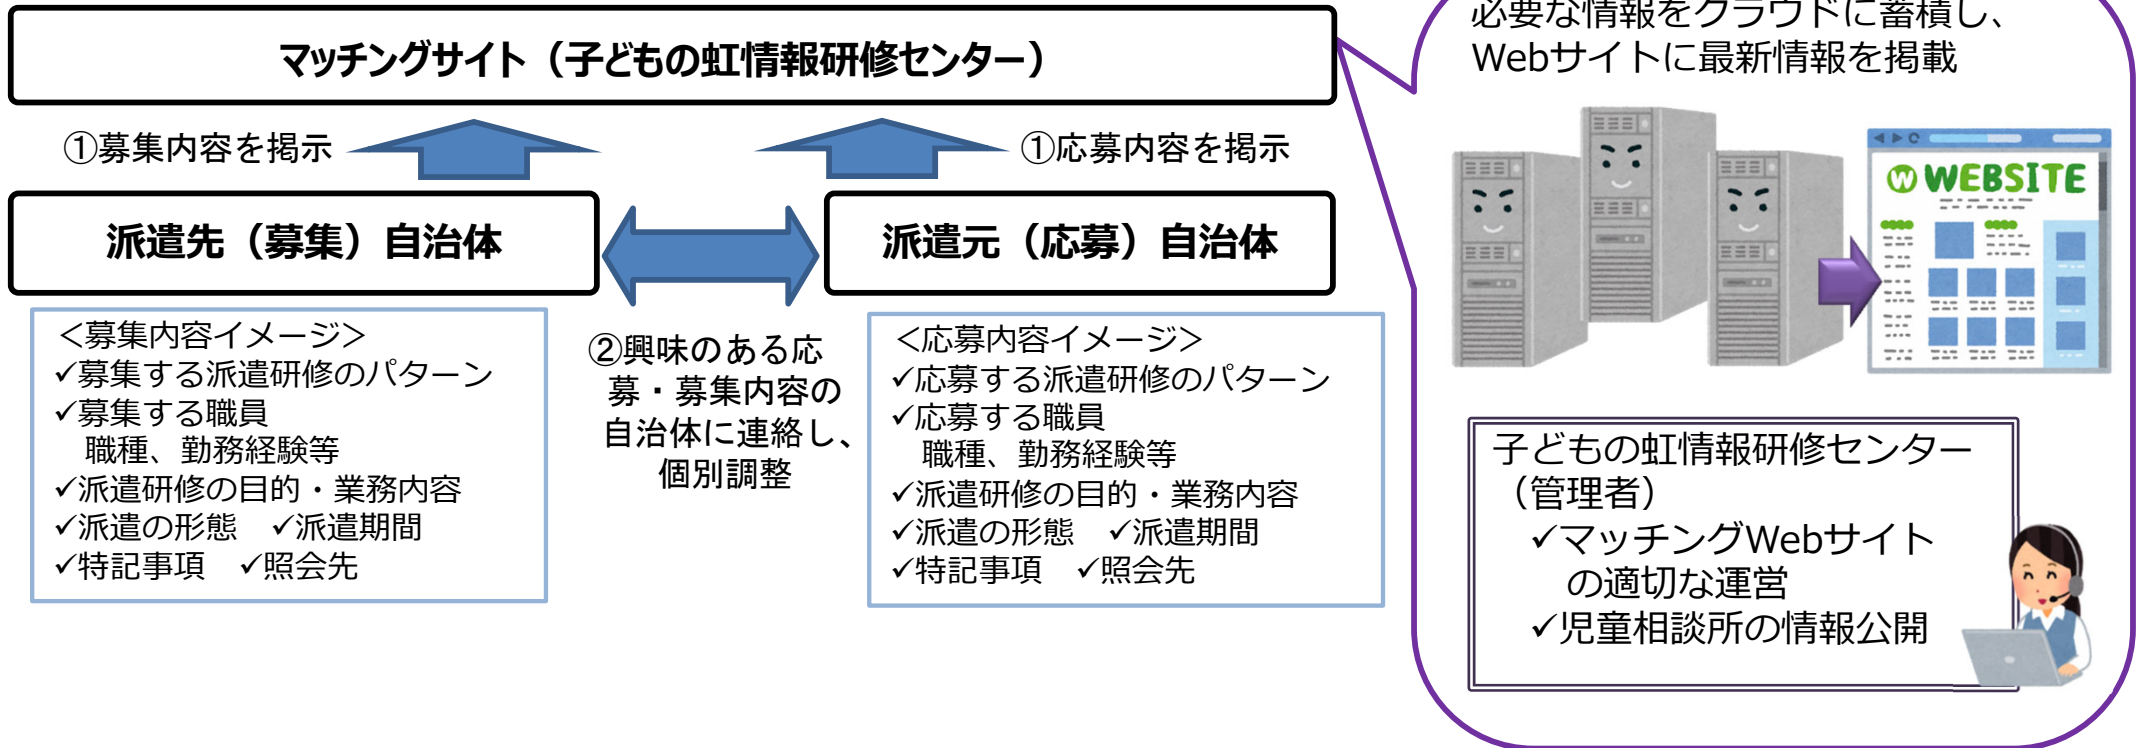 マッチングサイト（子どもの虹情報研修センター）
①募集内容を掲示
①応募内容を掲示
派遣先（募集）自治体
派遣元（応募）自治体
＜募集内容イメージ＞
✓募集する派遣研修のパターン
✓募集する職員
職種、勤務経験等
✓派遣研修の目的・業務内容
✓派遣の形態　✓派遣期間
✓特記事項　✓照会先
②興味のある応
募・募集内容の
自治体に連絡し、
個別調整
＜応募内容イメージ＞
✓応募する派遣研修のパターン
✓応募する職員
職種、勤務経験等
✓派遣研修の目的・業務内容
✓派遣の形態　✓派遣期間
✓特記事項　✓照会先
必要な情報をクラウドに蓄積し、
Webサイトに最新情報を掲載
W WEBSITE
子どもの虹情報研修センター
（管理者）
✓マッチングWebサイト
の適切な運営
✓児童相談所の情報公開